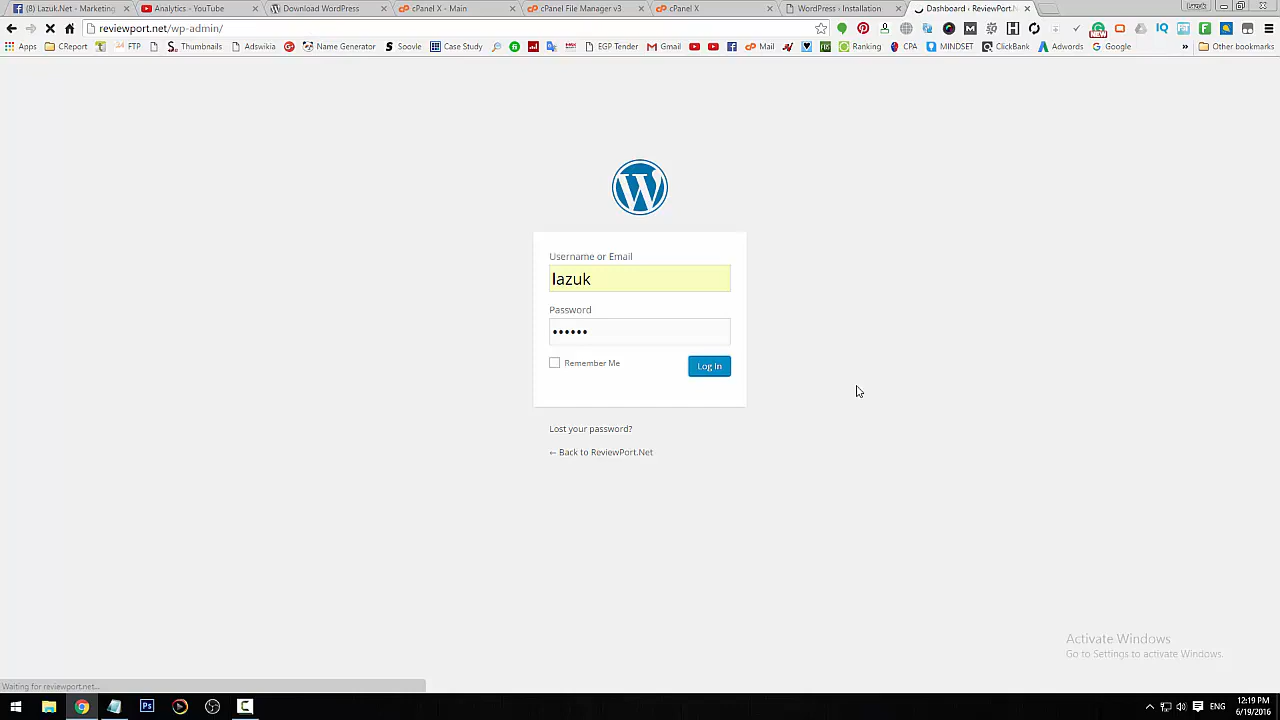 (8) Lazuk.Net - Marketing
Analytics - YouTube
Download WordPress
cPanel X - Main
cPanel File Manager v3
cPanel X
WordPress › Installation
Dashboard ‹ ReviewPort.N
reviewport.net/wp-admin/
Apps
CReport
FTP
Thumbnails
Adswikia
Name Generator
Spoule
Case Study
EGP Tender
Gmail
Mail
Ranking
CPA
MINDSET
ClickBank
Adwords
Google
»
Other bookmarks
NEW
Username or Email
lazuk
Password
••••••
Remember Me
Log In
Lost your password?
← Back to ReviewPort.Net
Activate Windows
Go to Settings to activate Windows.
Waiting for reviewport.net...
ENG
12:19 PM
6/19/2016